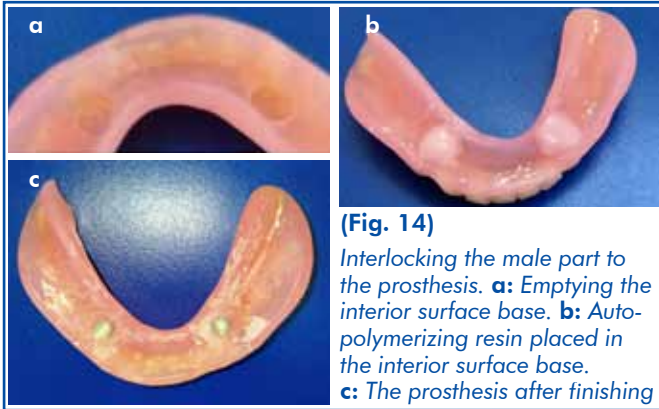 a
b
c
(Fig. 14)
Interlocking the male part to
the prosthesis. a: Emptying the
interior surface base. b: Auto-
polymerizing resin placed in
the interior surface base.
c: The prosthesis after finishing